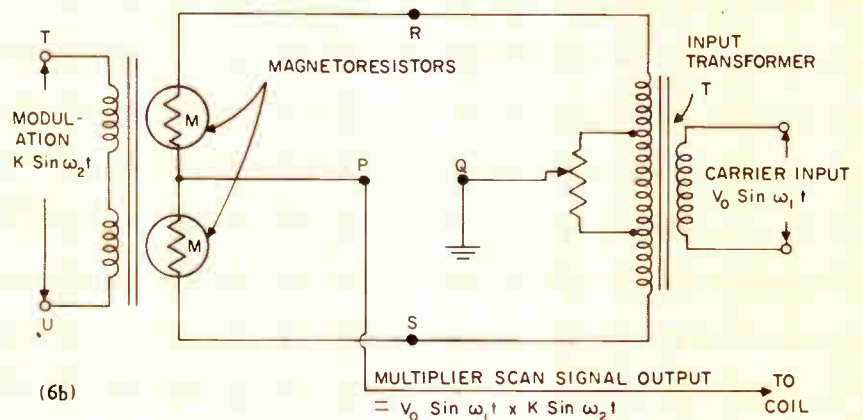 R
T
MAGNETORESISTORS
INPUT
TRANSFORMER
T
MODUL-
ATION
K Sin ω₂t
M
P
Q
CARRIER INPUT
V₀ Sin ω₁t
M
U
S
(6b)
MULTIPLIER SCAN SIGNAL OUTPUT
= V₀ Sin ω₁t x K Sin ω₂t
TO
COIL